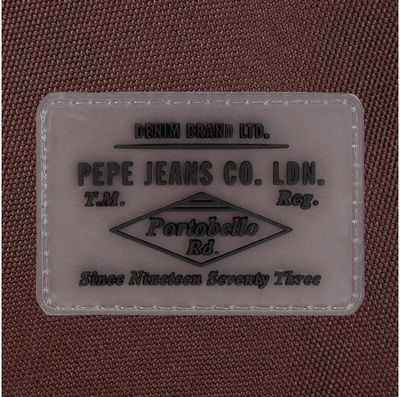 DENIM BRAND LTD.
PEPE JEANS CO. LDN.
T.M. Reg.
Portobello
Rd.
Since Nineteen Seventy Three